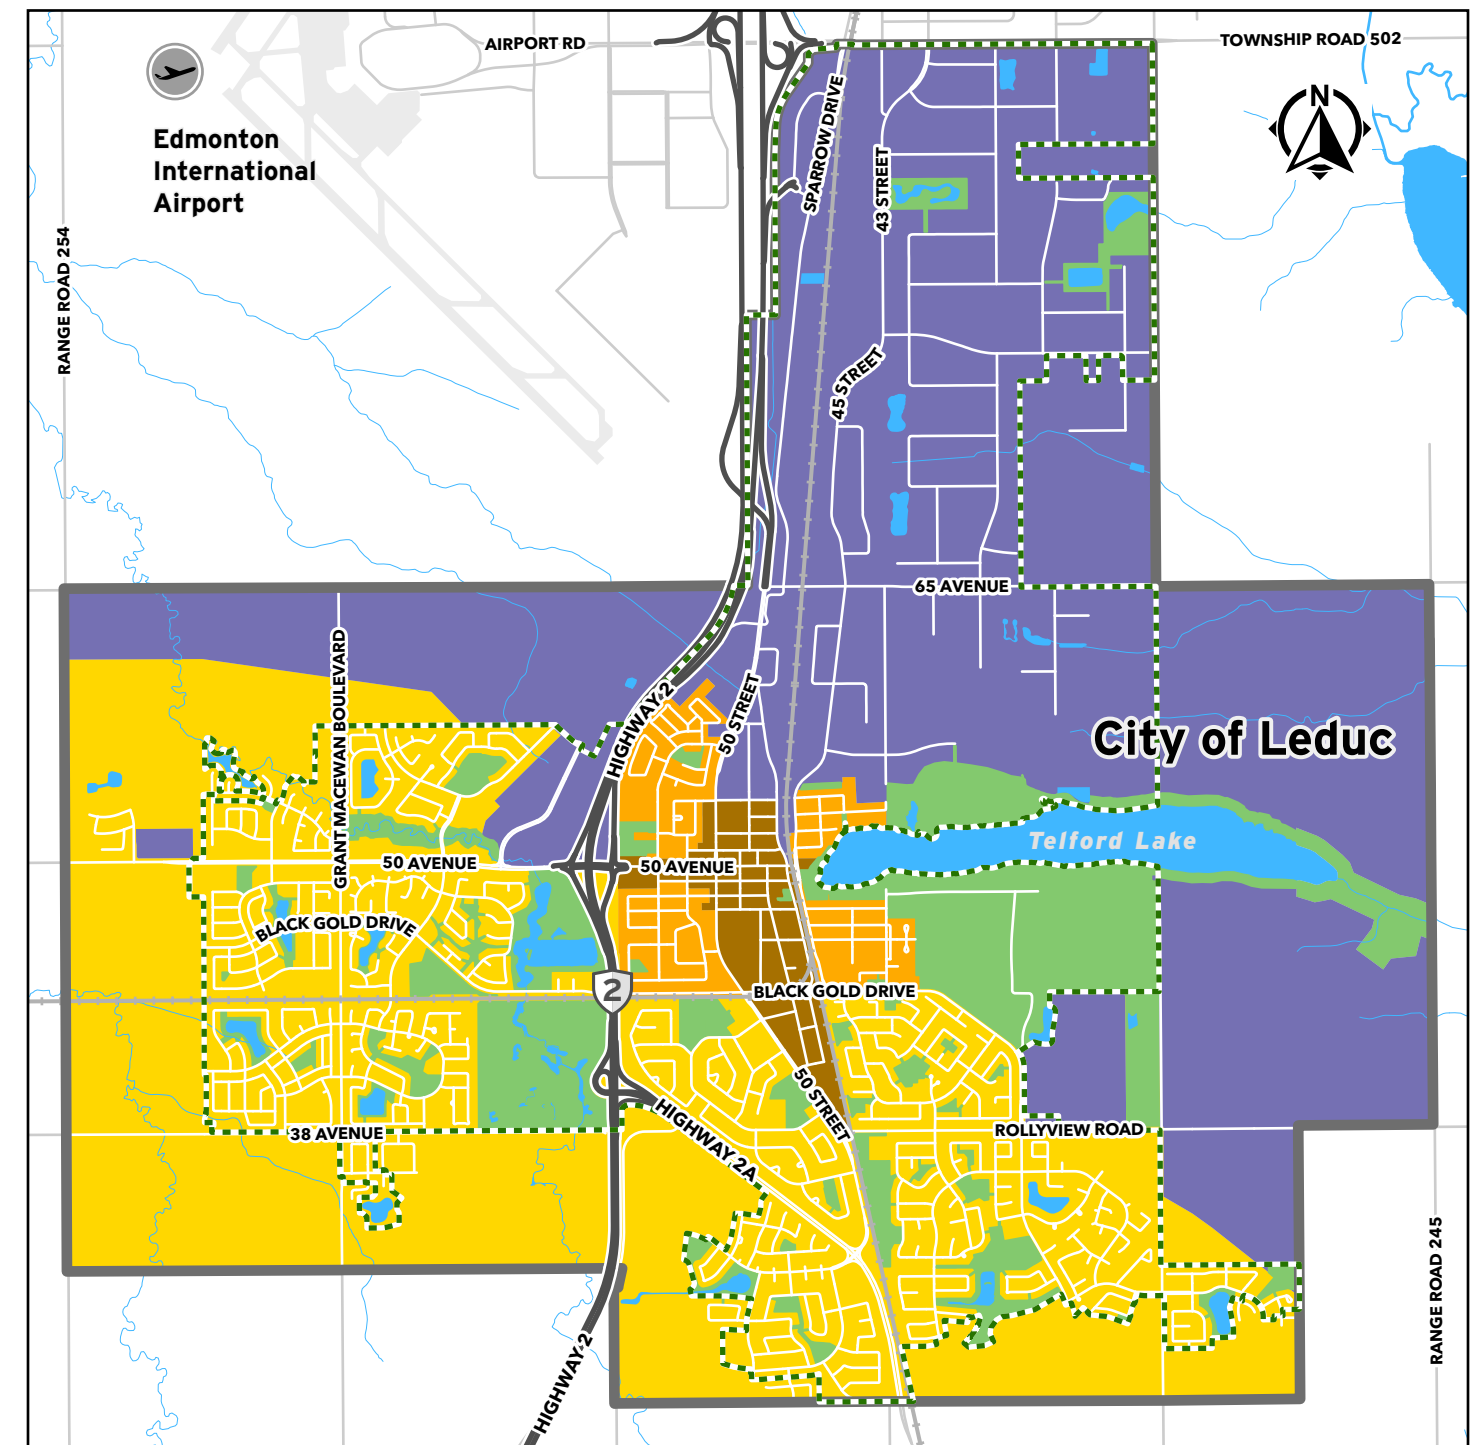 AIRPORT RD
TOWNSHIP ROAD 502
N
Edmonton
International
Airport
SPARROW DRIVE
43 STREET
RANGE ROAD 254
45 STREET
65 AVENUE
GRANT MACEWAN BOULEVARD
HIGHWAY 2
50 STREET
City of Leduc
Telford Lake
50 AVENUE
50 AVENUE
BLACK GOLD DRIVE
2
BLACK GOLD DRIVE
50 STREET
HIGHWAY 2A
38 AVENUE
ROLLYVIEW ROAD
RANGE ROAD 245
HIGHWAY 2